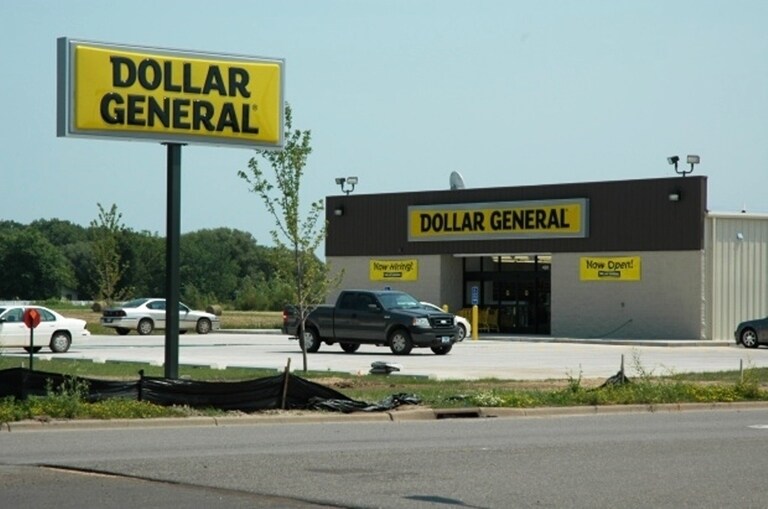 DOLLAR
GENERAL
DOLLAR GENERAL
Now Hiring!
Now Open!